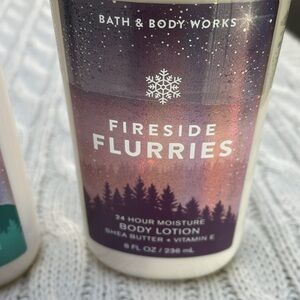 BATH & BODY WORKS
FIRESIDE
FLURRIES
24 HOUR MOISTURE
BODY LOTION
SHEA BUTTER • VITAMIN E
8 FL OZ / 236 mL